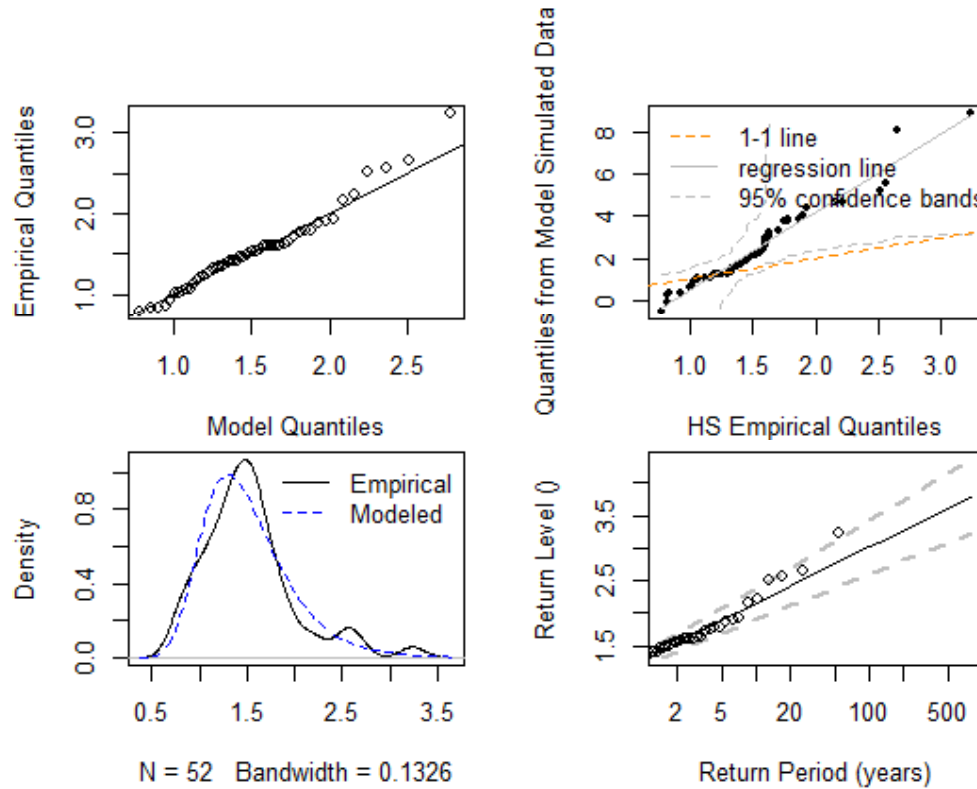 Empirical Quantiles
1.0 2.0 3.0
1.0 1.5 2.0 2.5
Model Quantiles
Quantiles from Model Simulated Data
0 2 4 6 8
1-1 line
regression line
95% confidence bands
1.0 1.5 2.0 2.5 3.0
HS Empirical Quantiles
Density
0.0 0.4 0.8
Empirical
Modeled
0.5 1.5 2.5 3.5
N = 52 Bandwidth = 0.1326
Return Level ()
1.5 2.5 3.5
2 5 20 100 500
Return Period (years)